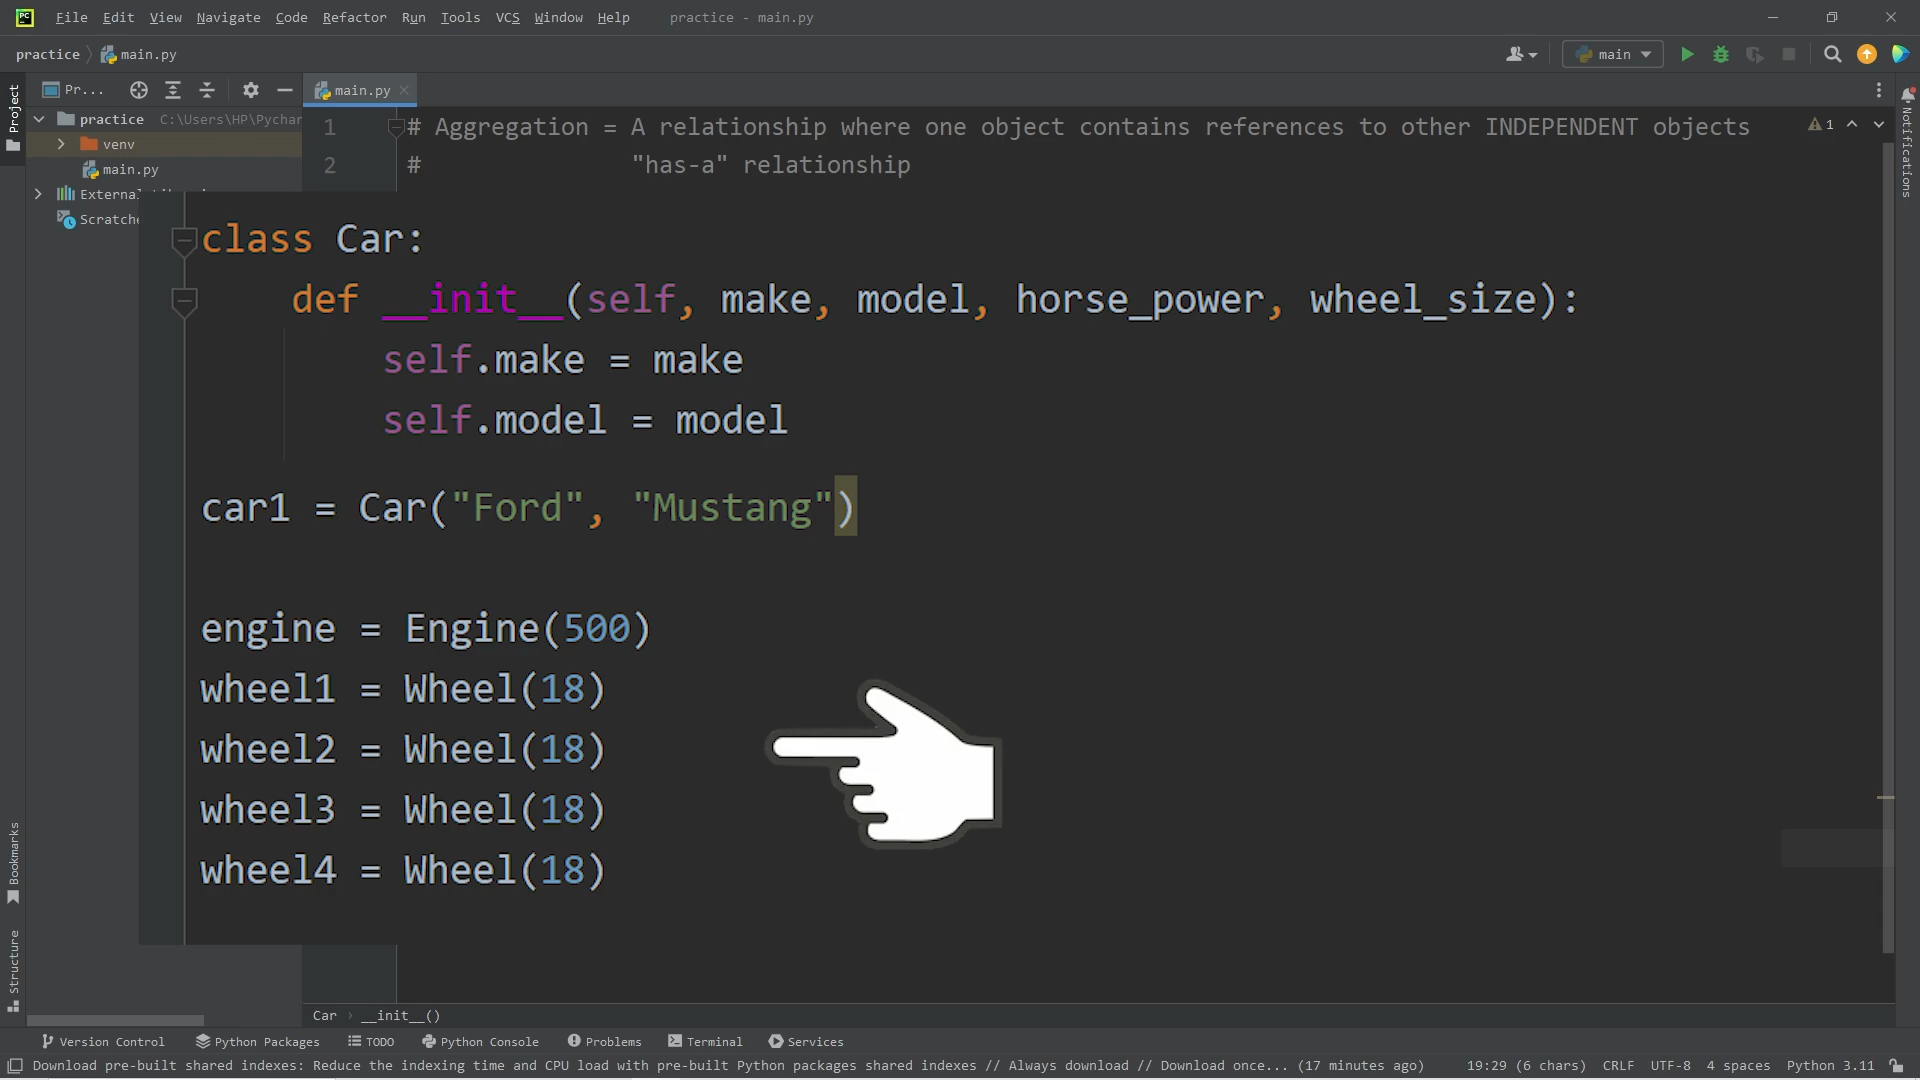 PC File Edit View Navigate Code Refactor Run Tools VCS Window Help practice - main.py
practice main.py main
Project Pr... main.py
practice C:\Users\HP\Pychar
venv
main.py
Scratche
1 # Aggregation = A relationship where one object contains references to other INDEPENDENT objects 1
2 # "has-a" relationship
Notifications
class Car:
def __init__(self, make, model, horse_power, wheel_size):
self.make = make
self.model = model
car1 = Car("Ford", "Mustang")
engine = Engine(500)
wheel1 = Wheel(18)
wheel2 = Wheel(18)
wheel3 = Wheel(18)
wheel4 = Wheel(18)
Bookmarks
Structure
Car __init__()
Version Control Python Packages TODO Python Console Problems Terminal Services
Download pre-built shared indexes: Reduce the indexing time and CPU load with pre-built Python packages shared indexes // Always download // Download once... (17 minutes ago) 19:29 (6 chars) CRLF UTF-8 4 spaces Python 3.11